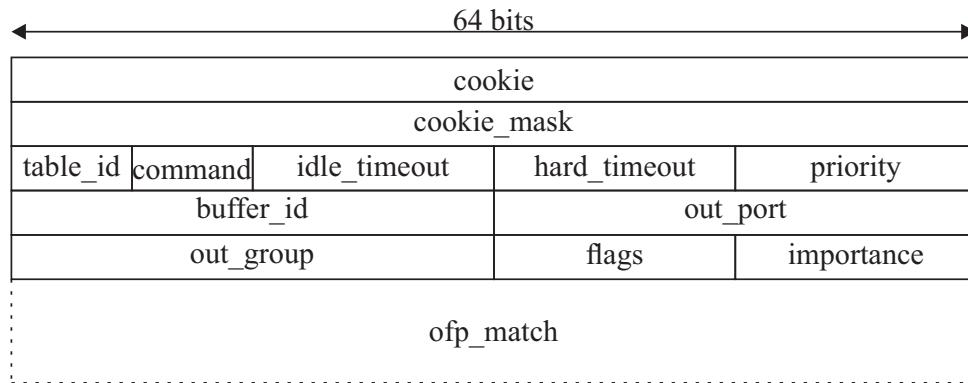 64 bits
cookie
cookie_mask
table_id command idle_timeout hard_timeout priority
buffer_id out_port
out_group flags importance
ofp_match